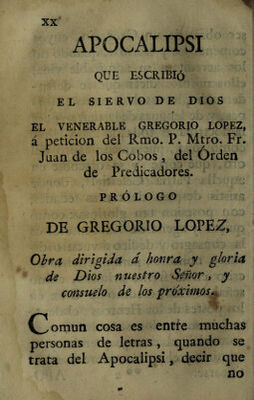 XX
APOCALIPSI
QUE ESCRIBIÓ
EL SIERVO DE DIOS
EL VENERABLE GREGORIO LOPEZ,
á peticion del Rmo. P. Mtro. Fr.
Juan de los Cobos, del Órden
de Predicadores.
PRÓLOGO
DE GREGORIO LOPEZ,
Obra dirigida á honra y gloria
de Dios nuestro Señor, y
consuelo de los próximos.
Comun cosa es entre muchas
personas de letras, quando se
trata del Apocalipsi, decir que
no